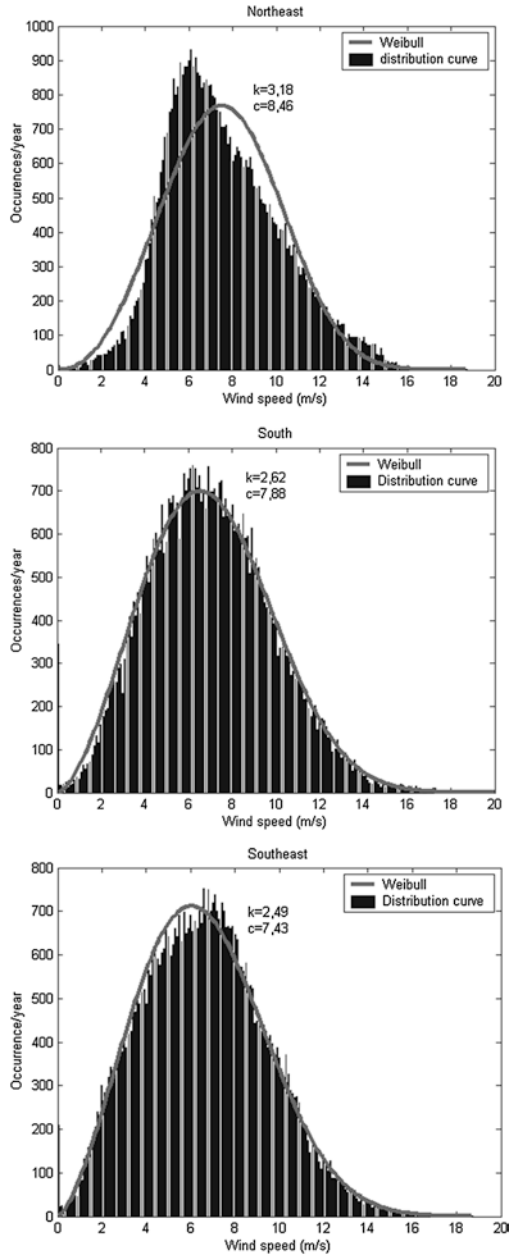 Northeast
1000
900
800
700
600
500
400
300
200
100
0
Occurences/year
Weibull
distribution curve
k=3,18
c=8,46
0 2 4 6 8 10 12 14 16 18 20
Wind speed (m/s)
South
800
700
600
500
400
300
200
100
0
Occurrences/year
Weibull
Distribution curve
k=2,62
c=7,88
0 2 4 6 8 10 12 14 16 18 20
Wind speed (m/s)
Southeast
800
700
600
500
400
300
200
100
0
Occurrence/year
Weibull
Distribution curve
k=2,49
c=7,43
0 2 4 6 8 10 12 14 16 18 20
Wind speed (m/s)